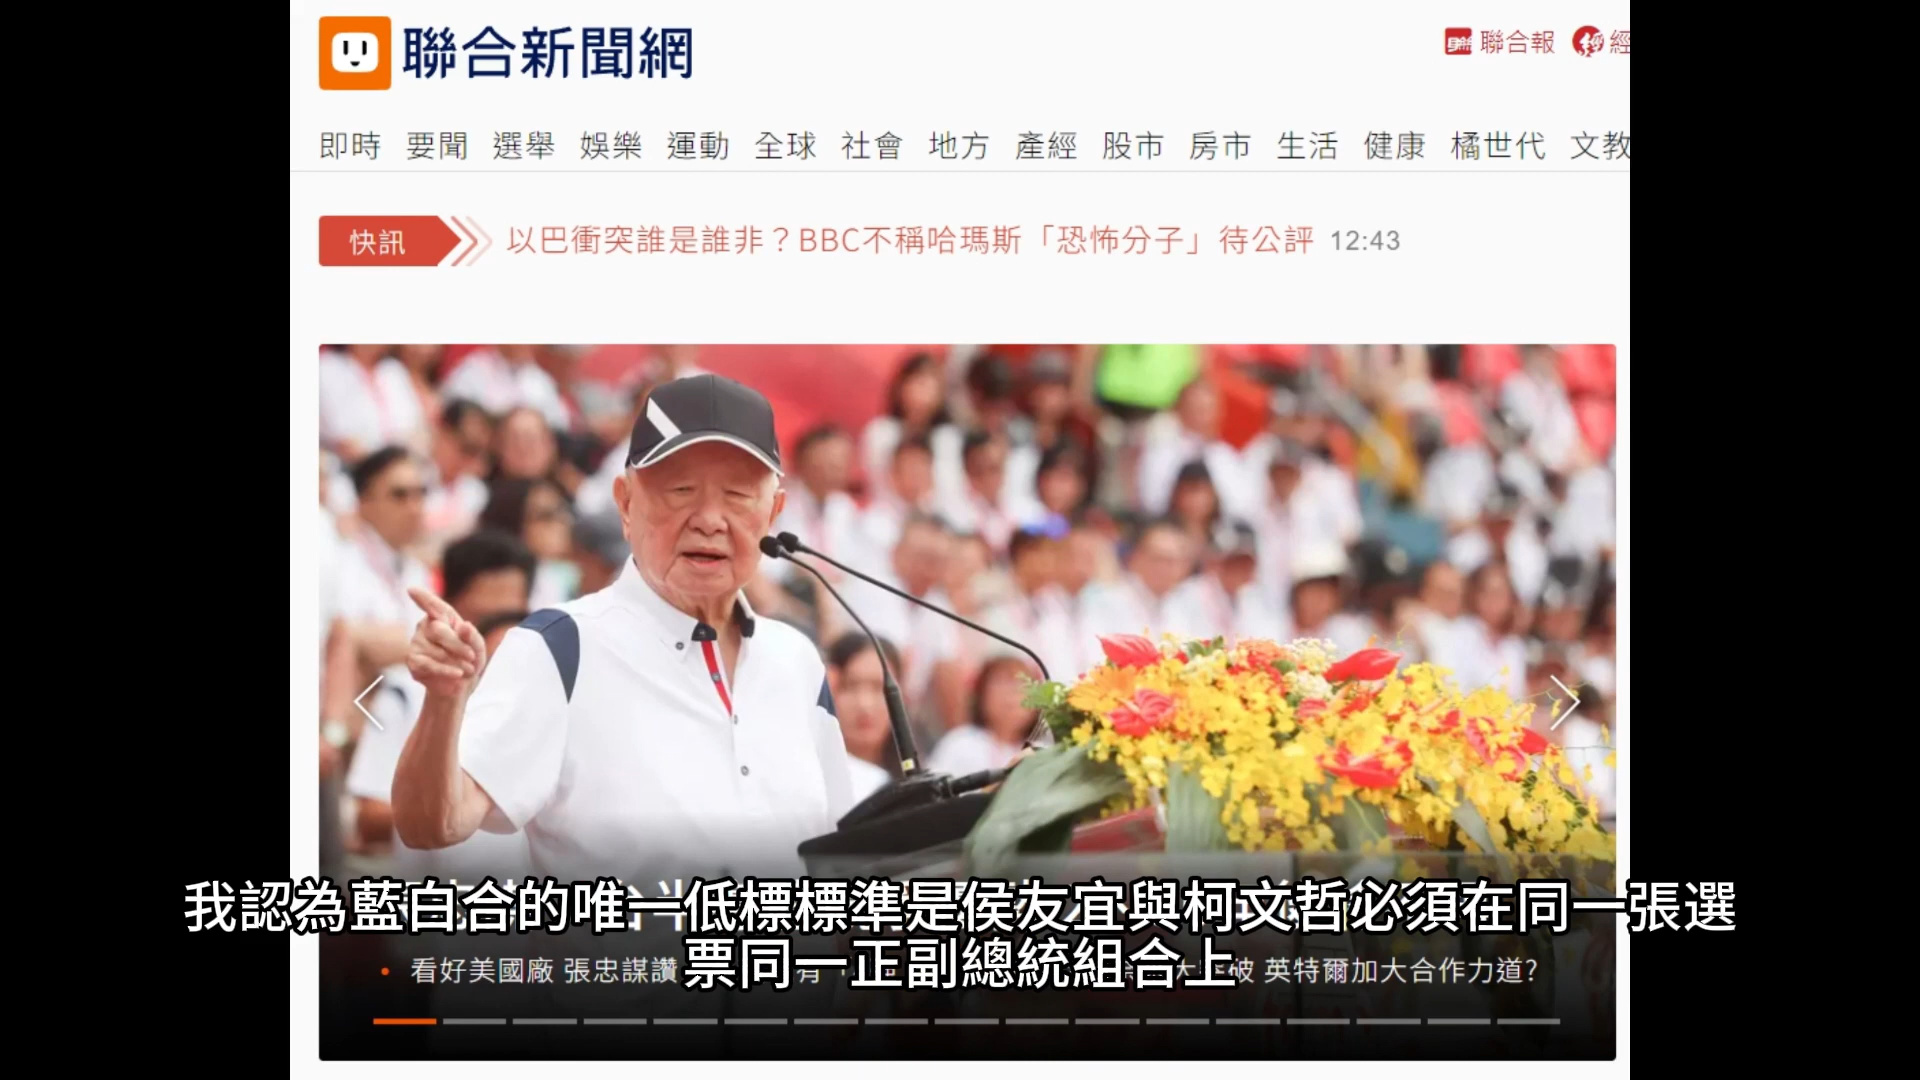 聯合新聞網
聯合報 經
即時 要聞 選舉 娛樂 運動 全球 社會 地方 產經 股市 房市 生活 健康 橘世代 文教
快訊 以巴衝突誰是誰非？BBC不稱哈瑪斯「恐怖分子」待公評 12:43
我認為藍白合的唯一低標標準是侯友宜與柯文哲必須在同一張選
票同一正副總統組合上
看好美國廠 張忠謀讚 有 破 英特爾加大合作力道?